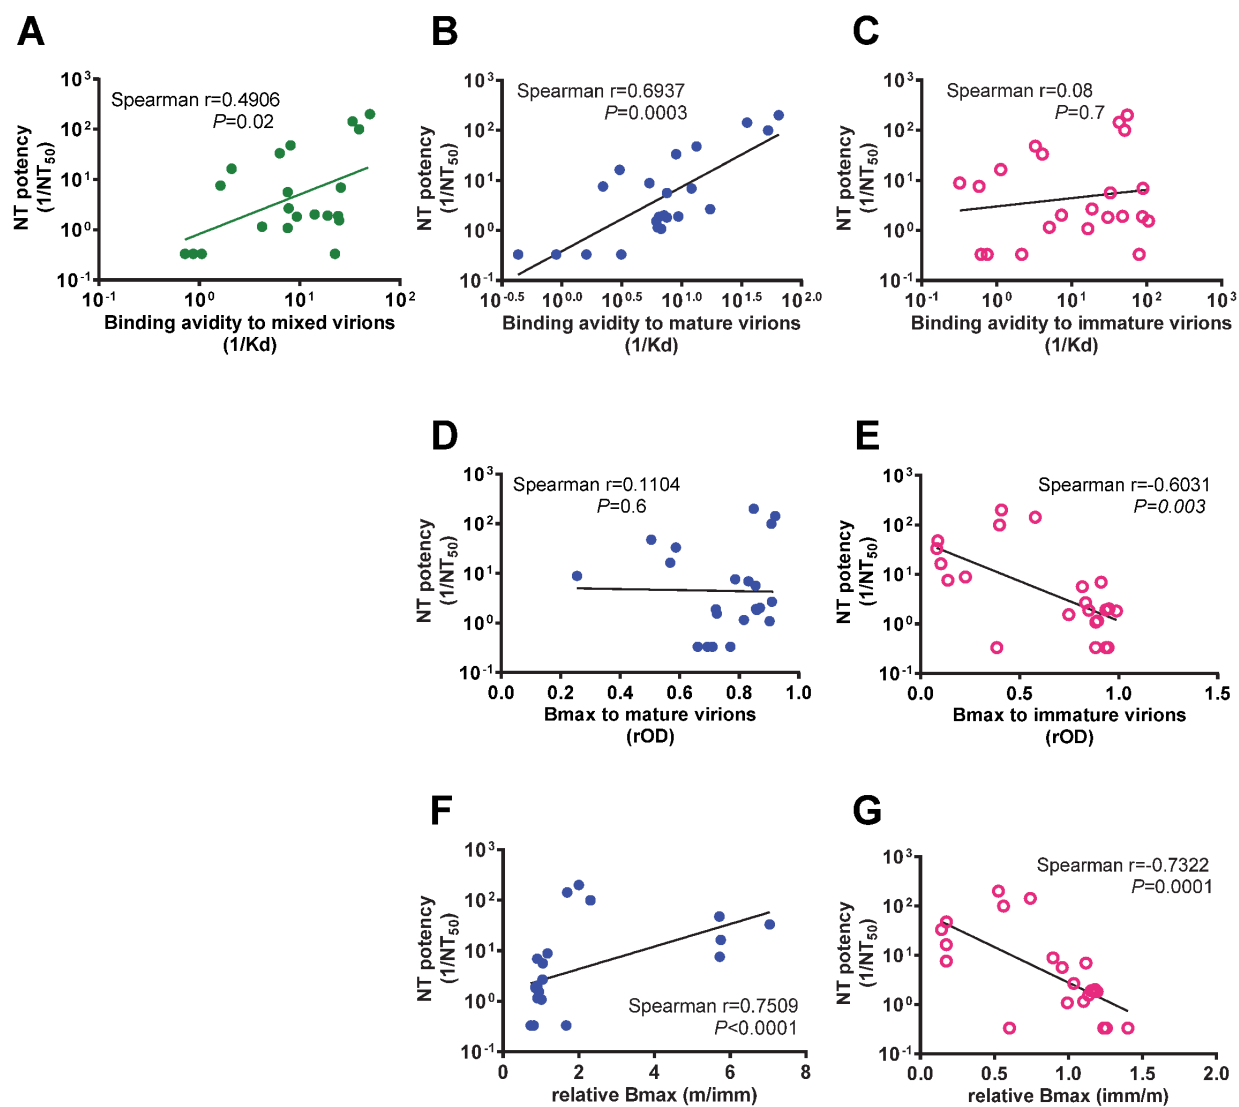 A
Spearman r=0.4906
P=0.02
NT potency
(1/NT50)
10³
10²
10¹
10⁰
10⁻¹
10⁻¹ 10⁰ 10¹ 10²
Binding avidity to mixed virions
(1/Kd)
B
Spearman r=0.6937
P=0.0003
NT potency
(1/NT50)
10³
10²
10¹
10⁰
10⁻¹
10⁻⁰·⁵ 10⁰·⁰ 10⁰·⁵ 10¹·⁰ 10¹·⁵ 10²·⁰
Binding avidity to mature virions
(1/Kd)
C
Spearman r=0.08
P=0.7
NT potency
(1/NT50)
10³
10²
10¹
10⁰
10⁻¹
10⁻¹ 10⁰ 10¹ 10² 10³
Binding avidity to immature virions
(1/Kd)
D
Spearman r=0.1104
P=0.6
NT potency
(1/NT50)
10³
10²
10¹
10⁰
10⁻¹
0.0 0.2 0.4 0.6 0.8 1.0
Bmax to mature virions
(rOD)
E
Spearman r=-0.6031
P=0.003
NT potency
(1/NT50)
10³
10²
10¹
10⁰
10⁻¹
0.0 0.5 1.0 1.5
Bmax to immature virions
(rOD)
F
NT potency
(1/NT50)
10³
10²
10¹
10⁰
10⁻¹
Spearman r=0.7509
P<0.0001
0 2 4 6 8
relative Bmax (m/imm)
G
Spearman r=-0.7322
P=0.0001
NT potency
(1/NT50)
10³
10²
10¹
10⁰
10⁻¹
0.0 0.5 1.0 1.5 2.0
relative Bmax (imm/m)